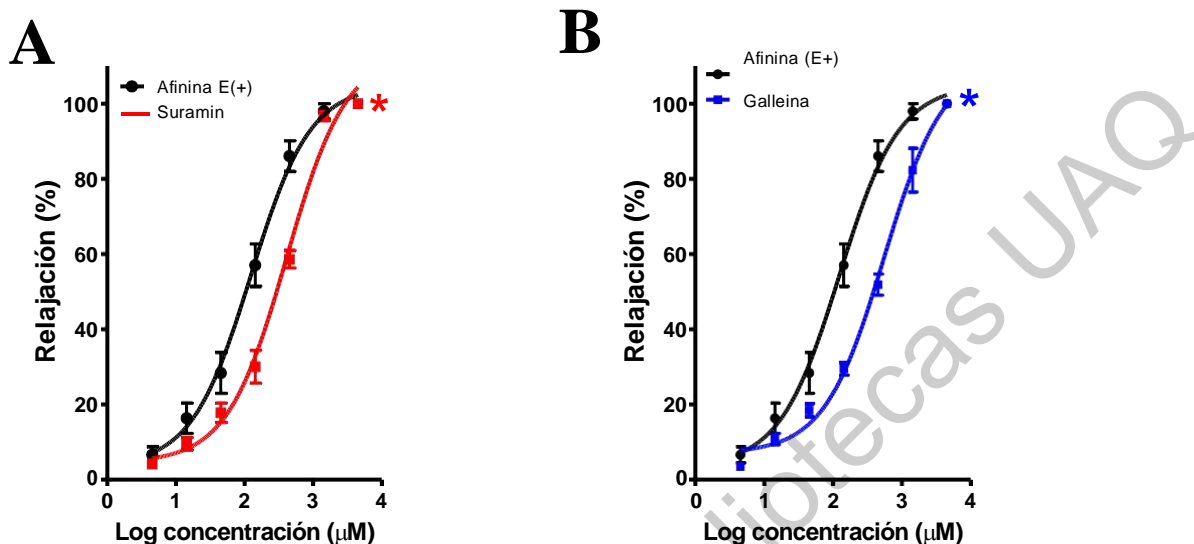 A
Afinina E(+)
Suramin
100
80
60
40
20
0
Relajación (%)
*
0 1 2 3 4
Log concentración (μM)
B
Afinina (E+)
Galleina
100
80
60
40
20
0
Relajación (%)
*
0 1 2 3 4
Log concentración (μM)
liotecas UAQ